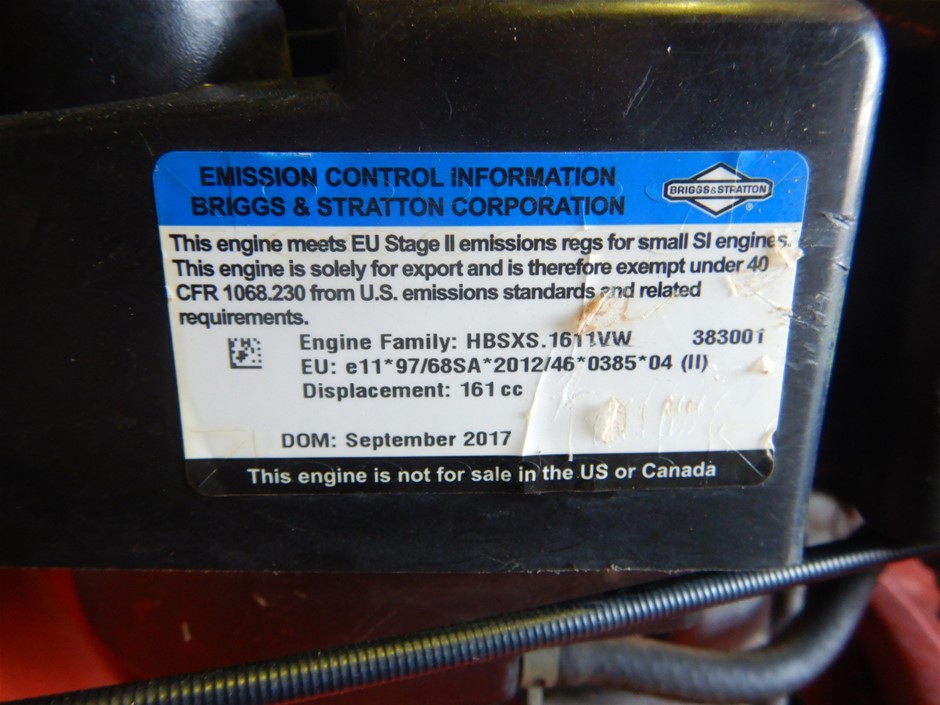 EMISSION CONTROL INFORMATION
BRIGGS & STRATTON CORPORATION
BRIGGS & STRATTON
®
This engine meets EU Stage II emissions regs for small SI engines.
This engine is solely for export and is therefore exempt under 40
CFR 1068.230 from U.S. emissions standards and related
requirements.
Engine Family: HBSXS.1611VW 383001
EU: e11*97/68SA*2012/46*0385*04 (II)
Displacement: 161 cc
DOM: September 2017
This engine is not for sale in the US or Canada